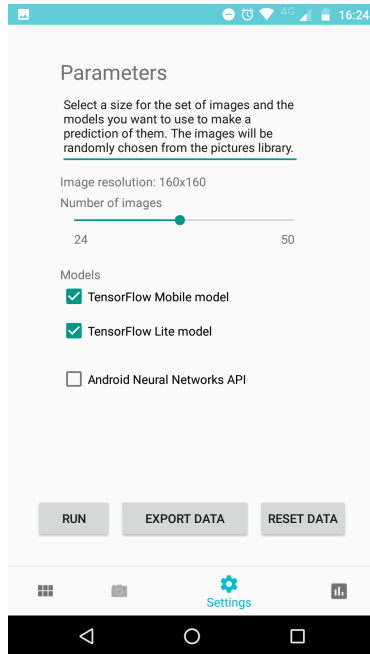 4G 16:24
Parameters
Select a size for the set of images and the
models you want to use to make a
prediction of them. The images will be
randomly chosen from the pictures library.
Image resolution: 160x160
Number of images
24 50
Models
TensorFlow Mobile model
TensorFlow Lite model
Android Neural Networks API
RUN EXPORT DATA RESET DATA
Settings